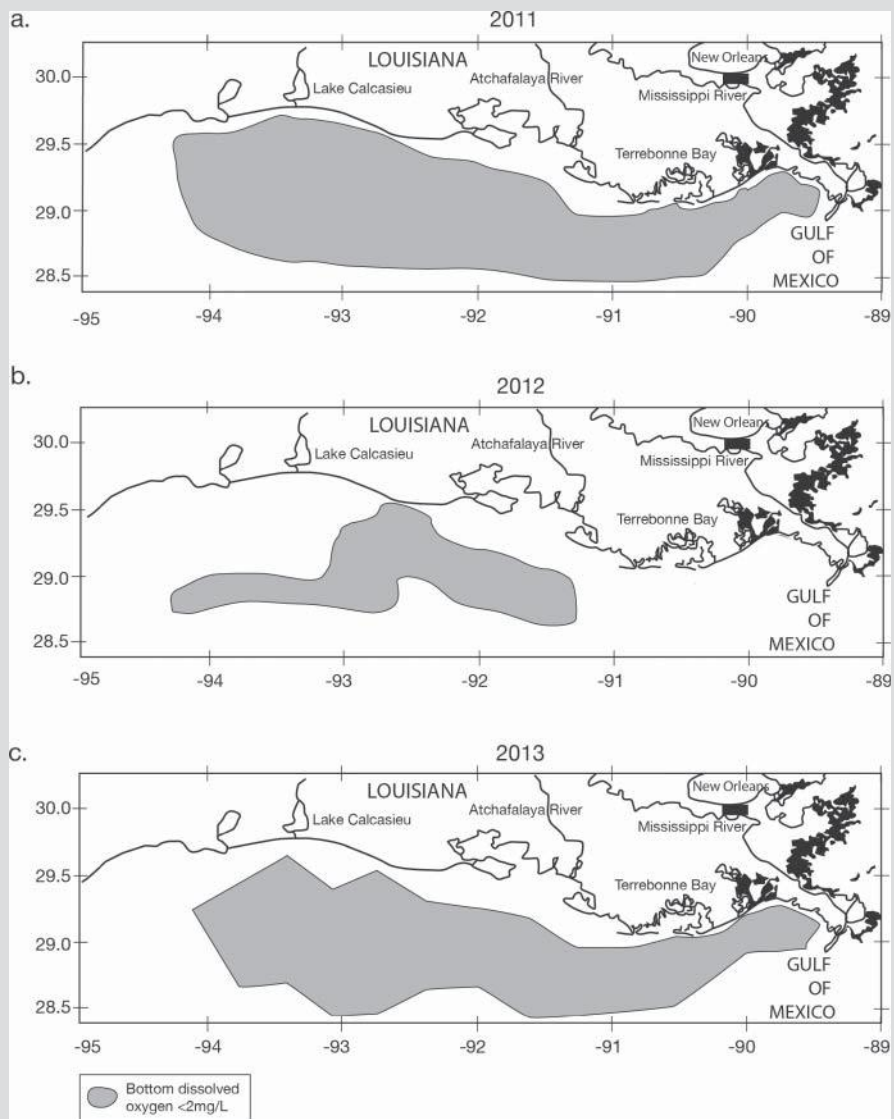 a.
2011
LOUISIANA
New Orleans
30.0
Lake Calcasieu
Atchafalaya River
Mississippi River
29.5
Terrebonne Bay
29.0
GULF
OF
MEXICO
28.5
-95 -94 -93 -92 -91 -90 -89
b.
2012
LOUISIANA
New Orleans
30.0
Lake Calcasieu
Atchafalaya River
Mississippi River
29.5
Terrebonne Bay
29.0
GULF
OF
MEXICO
28.5
-95 -94 -93 -92 -91 -90 -89
c.
2013
LOUISIANA
New Orleans
30.0
Lake Calcasieu
Atchafalaya River
Mississippi River
29.5
Terrebonne Bay
29.0
GULF
OF
MEXICO
28.5
-95 -94 -93 -92 -91 -90 -89
Bottom dissolved
oxygen <2mg/L